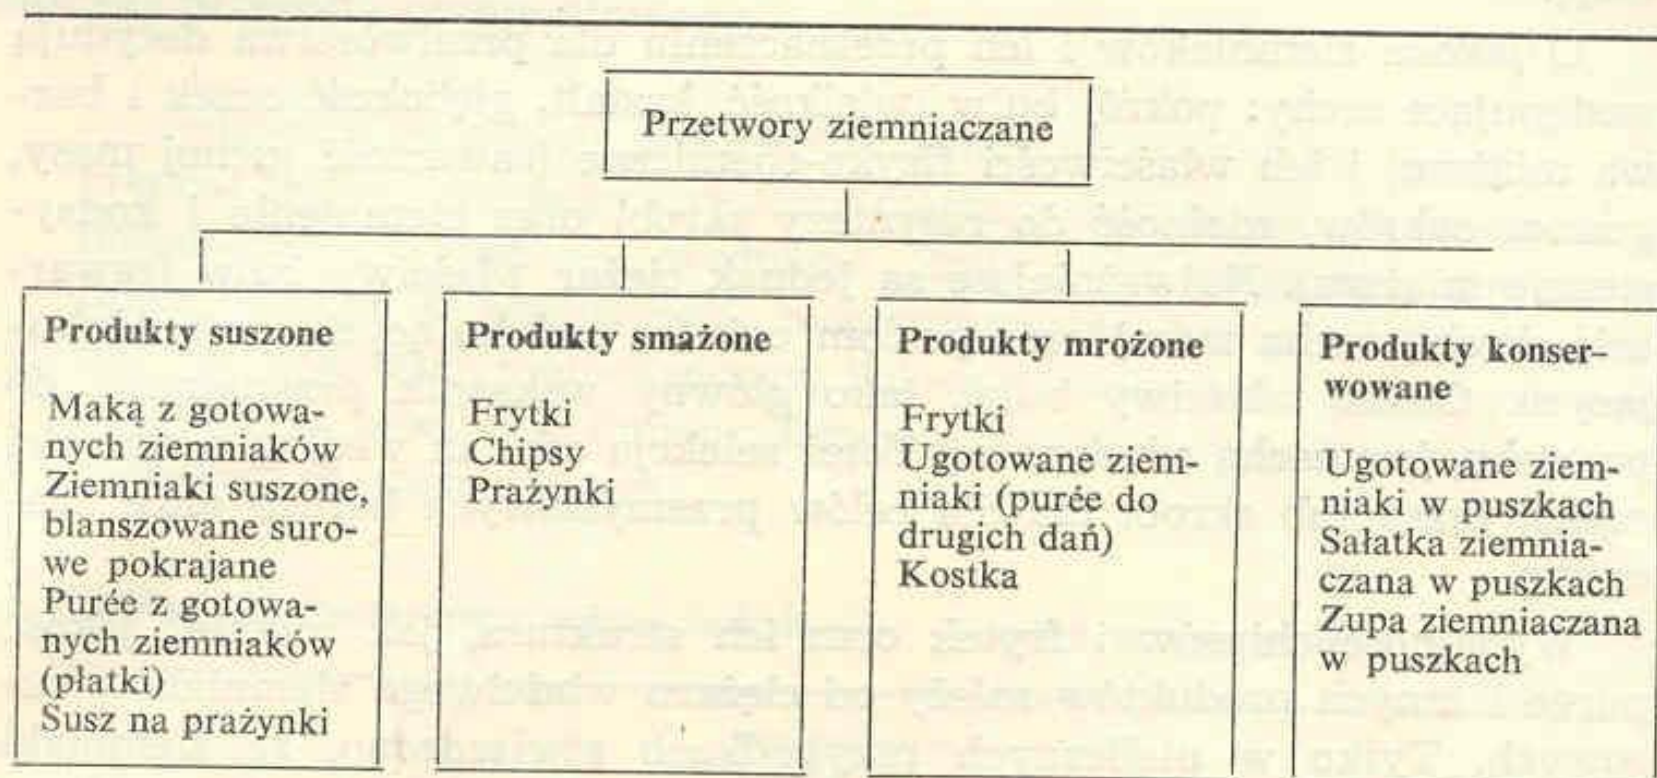 Przetwory ziemniaczane
Produkty suszone
Maką z gotowa-
nych ziemniaków
Ziemniaki suszone,
blanszowane suro-
we pokrajane
Purée z gotowa-
nych ziemniaków
(płatki)
Susz na prażynki
Produkty smażone
Frytki
Chipsy
Prażynki
Produkty mrożone
Frytki
Ugotowane ziem-
niaki (purée do
drugich dań)
Kostka
Produkty konser-
wowane
Ugotowane ziem-
niaki w puszkach
Sałatka ziemnia-
czana w puszkach
Zupa ziemniaczana
w puszkach